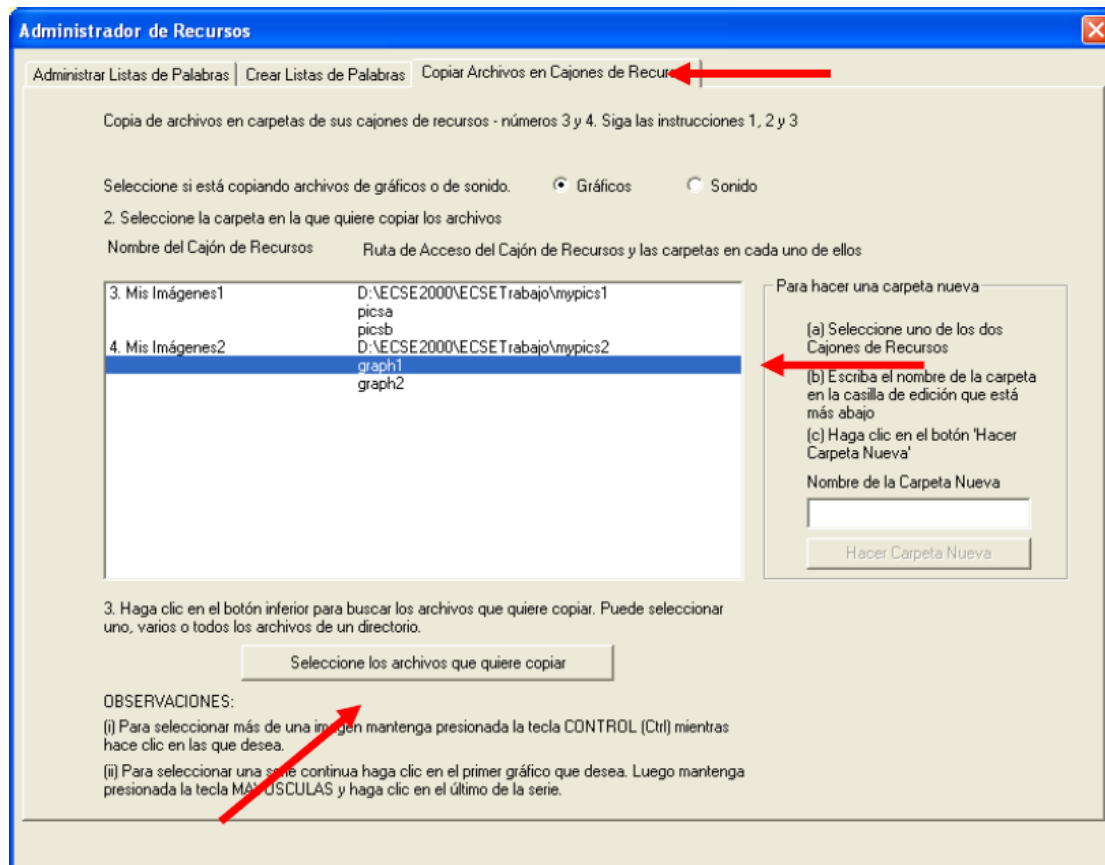 Administrador de Recursos
Administrar Listas de Palabras
Crear Listas de Palabras
Copiar Archivos en Cajones de
Copia de archivos en carpetas de sus cajones de recursos - números 3 y 4. Siga las instrucciones 1, 2 y 3
Seleccione si está copiando archivos de gráficos o de sonido.
Gráficos
Sonido
2. Seleccione la carpeta en la que quiere copiar los archivos
Nombre del Cajón de Recursos
Ruta de Acceso del Cajón de Recursos y las carpetas en cada uno de ellos
3. Mis Imágenes1
D:\ECSE2000\ECSETrabajo\mypics1
picsa
picsb
4. Mis Imágenes2
D:\ECSE2000\ECSETrabajo\mypics2
graph1
graph2
Para hacer una carpeta nueva
(a) Seleccione uno de los dos
Cajones de Recursos
(b) Escriba el nombre de la carpeta
en la casilla de edición que está
más abajo
(c) Haga clic en el botón 'Hacer
Carpeta Nueva'
Nombre de la Carpeta Nueva
Hacer Carpeta Nueva
3. Haga clic en el botón inferior para buscar los archivos que quiere copiar. Puede seleccionar
uno, varios o todos los archivos de un directorio.
Seleccione los archivos que quiere copiar
OBSERVACIONES:
(i) Para seleccionar más de una imagen mantenga presionada la tecla CONTROL (Ctrl) mientras
hace clic en las que desea.
(ii) Para seleccionar una serie continua haga clic en el primer gráfico que desea. Luego mantenga
presionada la tecla MAYÚSCULAS y haga clic en el último de la serie.